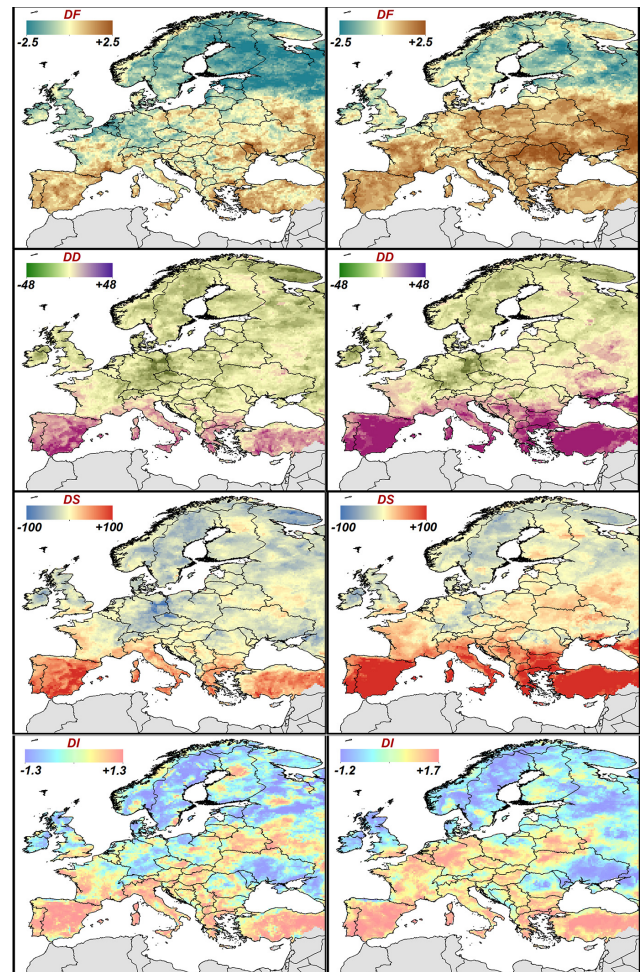 DF
-2.5 +2.5
DF
-2.5 +2.5
DD
-48 +48
DD
-48 +48
DS
-100 +100
DS
-100 +100
DI
-1.3 +1.3
DI
-1.2 +1.7